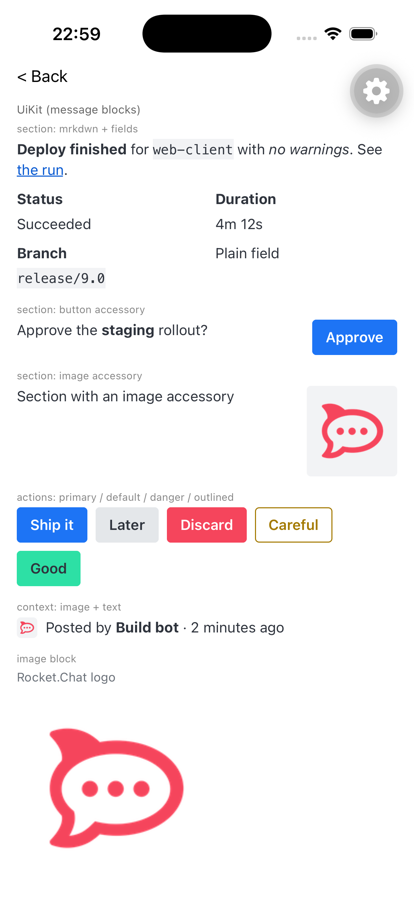 22:59
< Back
UiKit (message blocks)
section: mrkdwn + fields
Deploy finished for web-client with no warnings. See
the run.
Status Duration
Succeeded 4m 12s
Branch Plain field
release/9.0
section: button accessory
Approve the staging rollout?
Approve
section: image accessory
Section with an image accessory
actions: primary / default / danger / outlined
Ship it Later Discard Careful
Good
context: image + text
Posted by Build bot · 2 minutes ago
image block
Rocket.Chat logo